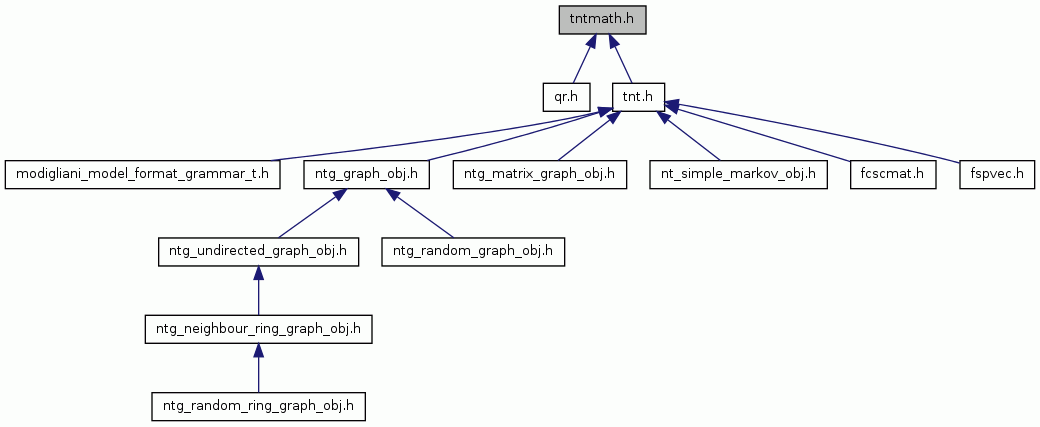 tntmath.h
qr.h
tnt.h
modigliani_model_format_grammar_t.h
ntg_graph_obj.h
ntg_matrix_graph_obj.h
nt_simple_markov_obj.h
fcscmat.h
fspvec.h
ntg_undirected_graph_obj.h
ntg_random_graph_obj.h
ntg_neighbour_ring_graph_obj.h
ntg_random_ring_graph_obj.h